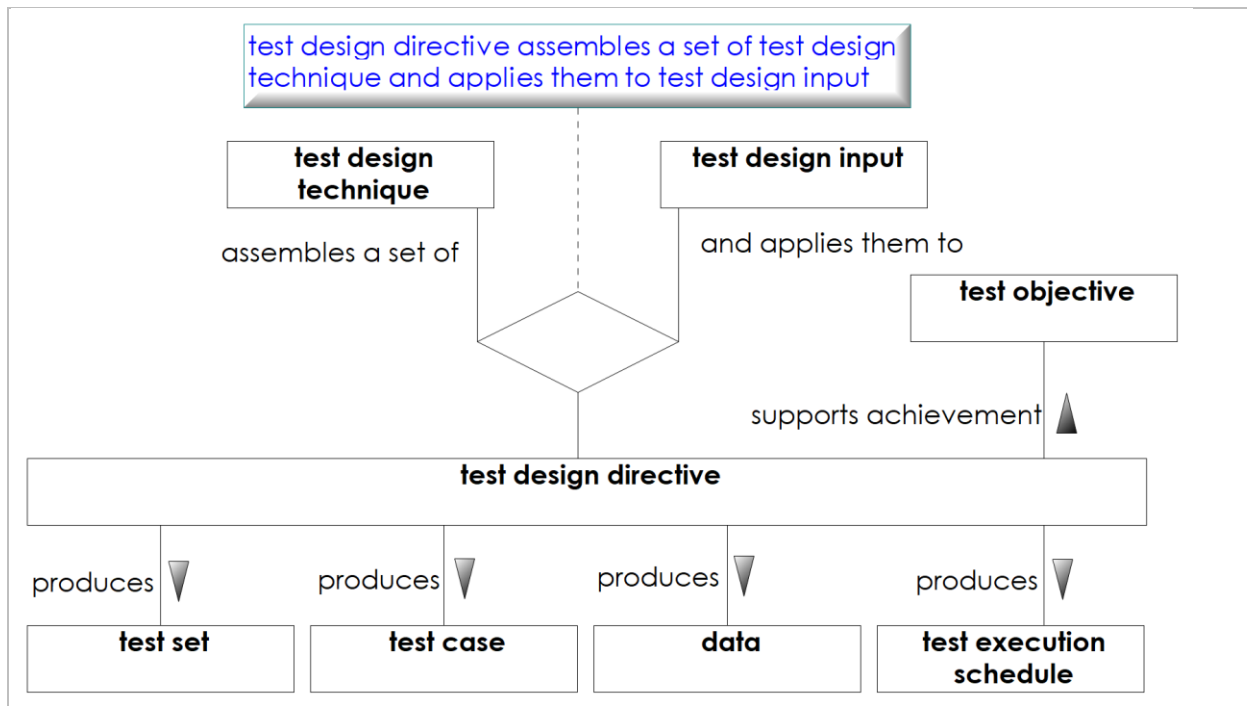 test design directive assembles a set of test design
technique and applies them to test design input
test design
technique
test design input
assembles a set of
and applies them to
test objective
supports achievement
test design directive
produces
produces
produces
produces
test set
test case
data
test execution
schedule